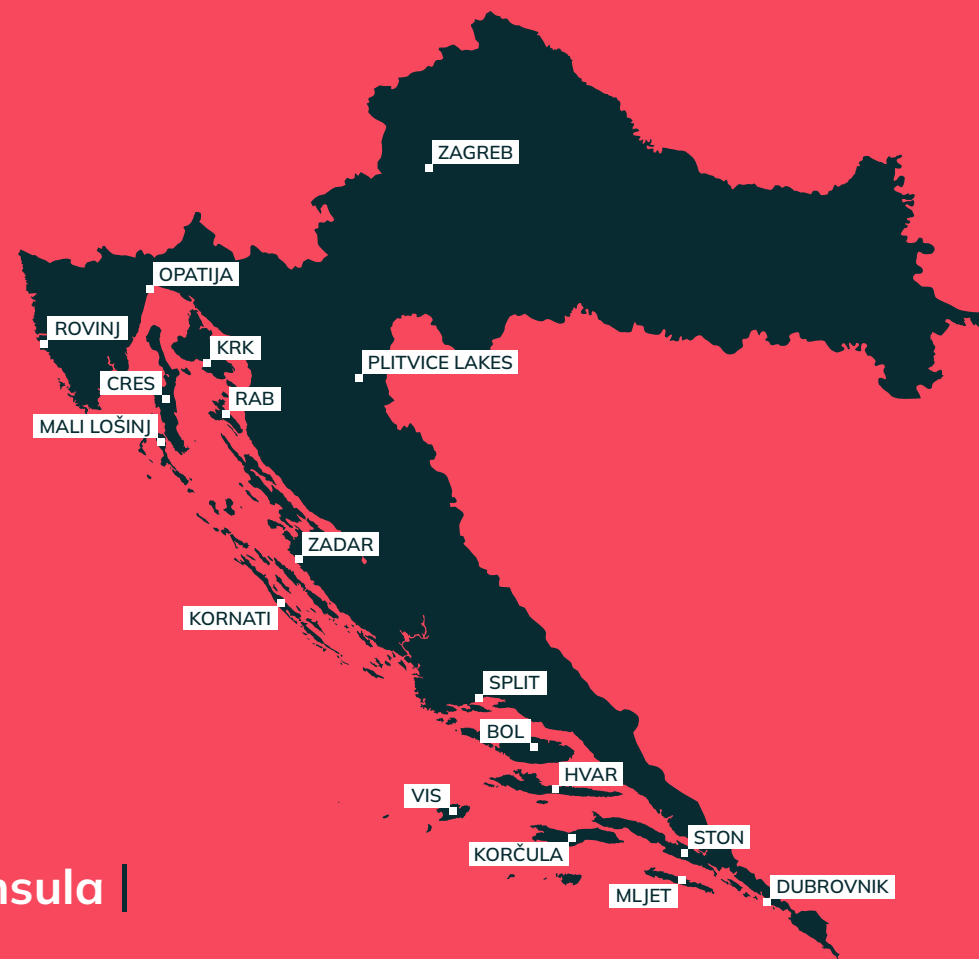 ZAGREB
OPATIJA
ROVINJ
KRK
PLITVICE LAKES
CRES
RAB
MALI LOŠINJ
ZADAR
KORNATI
SPLIT
BOL
HVAR
VIS
STON
KORČULA
MLJET
DUBROVNIK